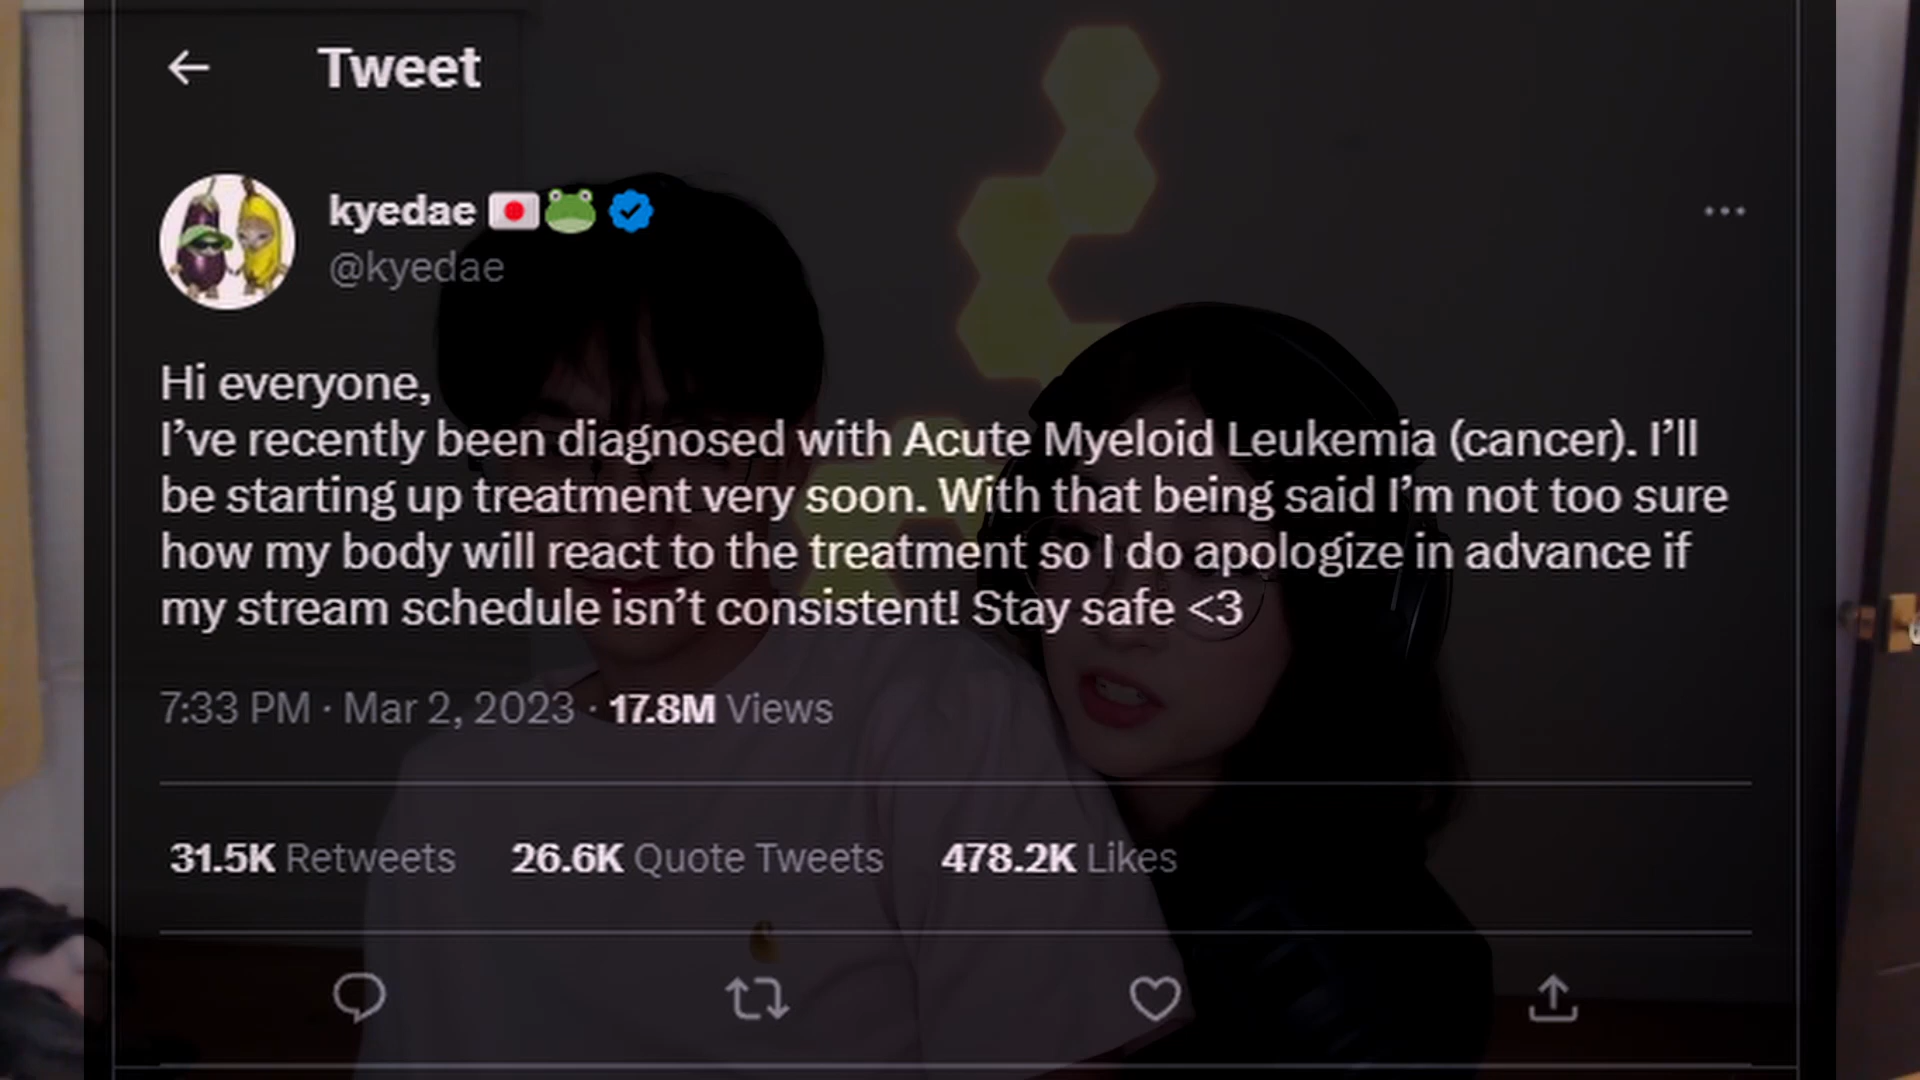 Tweet
kyedae 🇯🇵🐸
@kyedae
Hi everyone,
I’ve recently been diagnosed with Acute Myeloid Leukemia (cancer). I’ll
be starting up treatment very soon. With that being said I’m not too sure
how my body will react to the treatment so I do apologize in advance if
my stream schedule isn’t consistent! Stay safe <3
7:33 PM · Mar 2, 2023 · 17.8M Views
31.5K Retweets 26.6K Quote Tweets 478.2K Likes